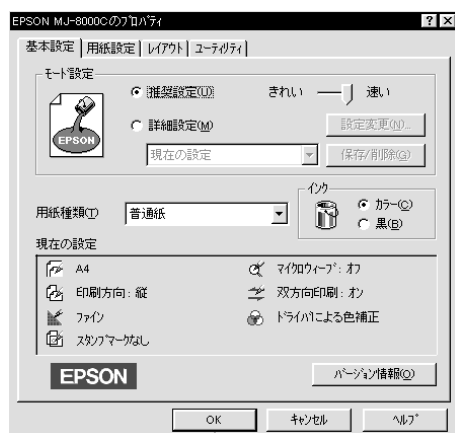 EPSON MJ-8000Cのプロパティ
基本設定 用紙設定 レイアウト ユーティリティ
モード設定
推奨設定(U) きれい 速い
詳細設定(M) 設定変更(N)...
EPSON
現在の設定 保存/削除(G)
インク
用紙種類(T) 普通紙
カラー(C)
黒(B)
現在の設定
A4 マイクロウィーブ: オフ
印刷方向: 縦 双方向印刷: オン
ファイン ドライバによる色補正
スタンプマークなし
EPSON バージョン情報(O)
OK キャンセル ヘルプ